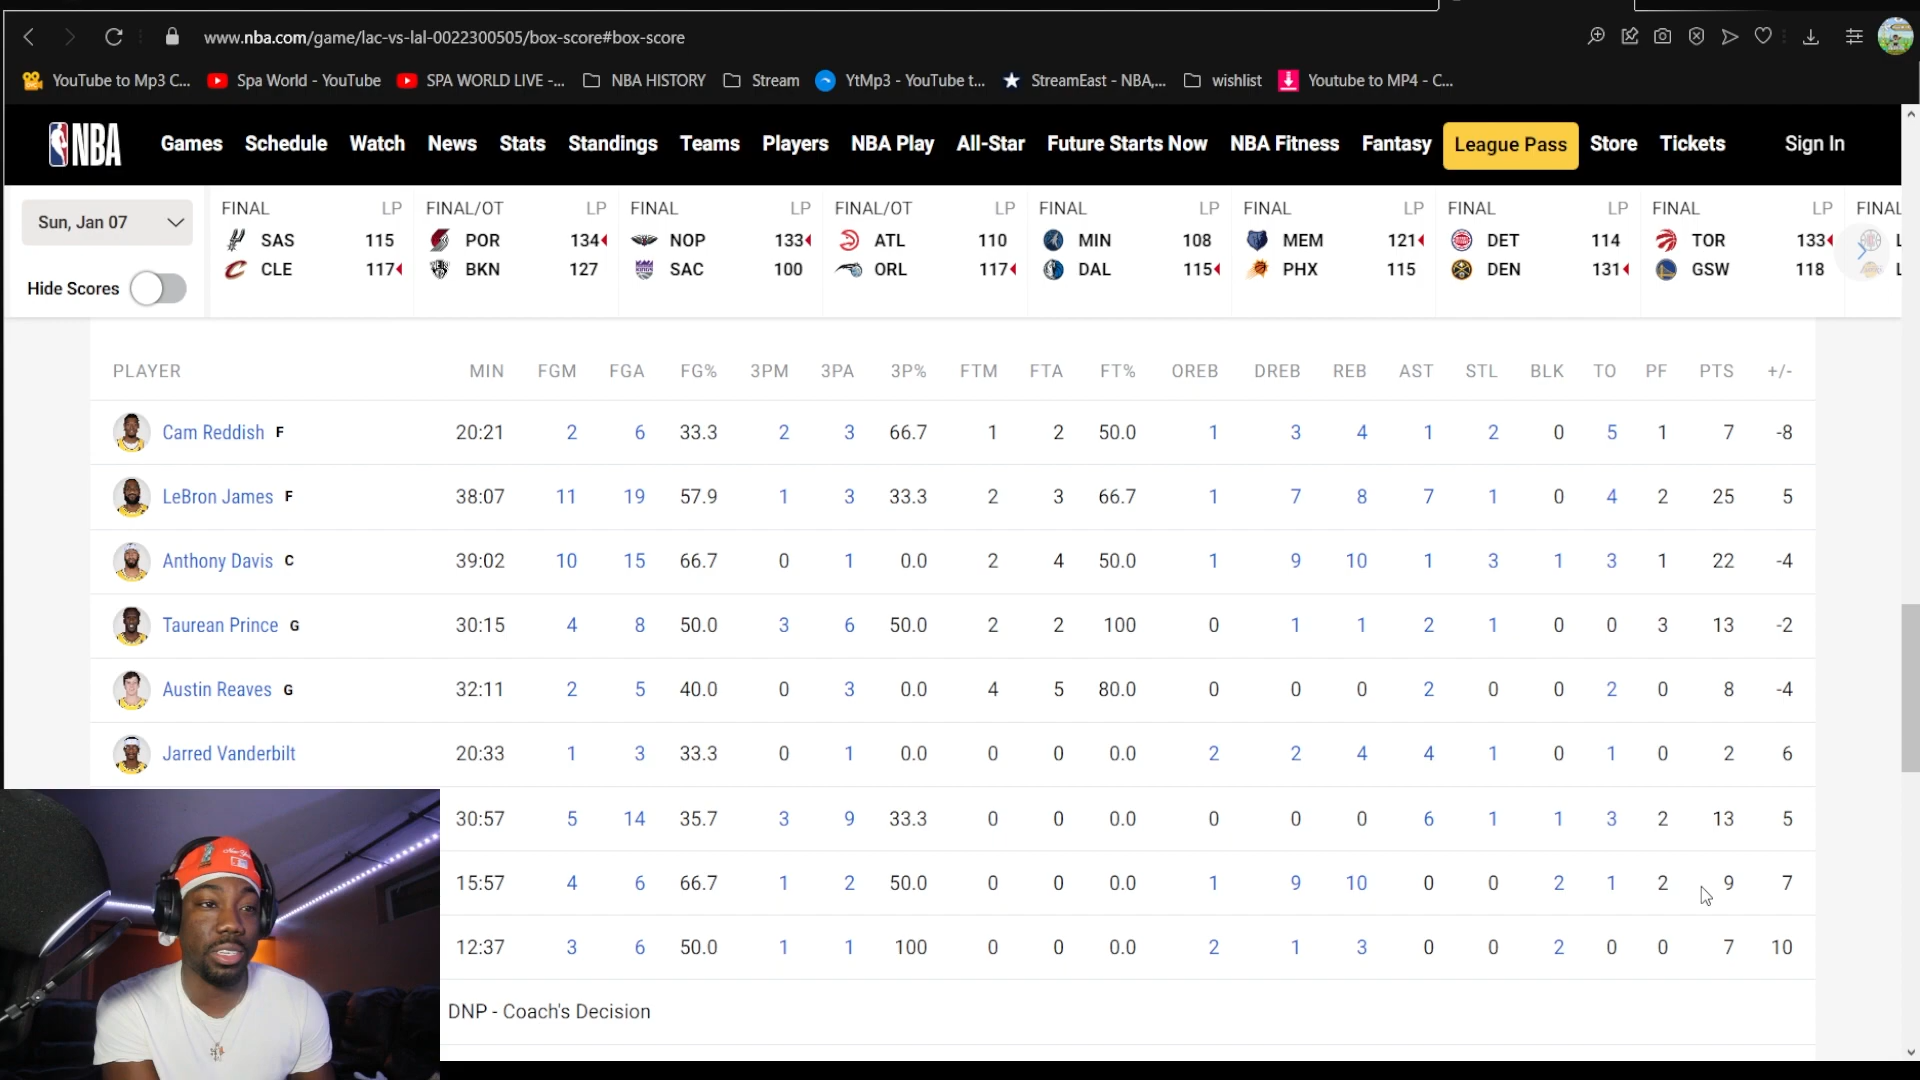 www.nba.com/game/lac-vs-lal-0022300505/box-score#box-score
YouTube to Mp3 C... Spa World - YouTube SPA WORLD LIVE -... NBA HISTORY Stream YtMp3 - YouTube t... StreamEast - NBA,... wishlist Youtube to MP4 - C...
NBA Games Schedule Watch News Stats Standings Teams Players NBA Play All-Star Future Starts Now NBA Fitness Fantasy League Pass Store Tickets Sign In
Sun, Jan 07
Hide Scores
FINAL LP
SAS 115
CLE 117
FINAL/OT LP
POR 134
BKN 127
FINAL LP
NOP 133
SAC 100
FINAL/OT LP
ATL 110
ORL 117
FINAL LP
MIN 108
DAL 115
FINAL LP
MEM 121
PHX 115
FINAL LP
DET 114
DEN 131
FINAL LP
TOR 133
GSW 118
FINAL
L
L
PLAYER MIN FGM FGA FG% 3PM 3PA 3P% FTM FTA FT% OREB DREB REB AST STL BLK TO PF PTS +/-
Cam Reddish F 20:21 2 6 33.3 2 3 66.7 1 2 50.0 1 3 4 1 2 0 5 1 7 -8
LeBron James F 38:07 11 19 57.9 1 3 33.3 2 3 66.7 1 7 8 7 1 0 4 2 25 5
Anthony Davis C 39:02 10 15 66.7 0 1 0.0 2 4 50.0 1 9 10 1 3 1 3 1 22 -4
Taurean Prince G 30:15 4 8 50.0 3 6 50.0 2 2 100 0 1 1 2 1 0 0 3 13 -2
Austin Reaves G 32:11 2 5 40.0 0 3 0.0 4 5 80.0 0 0 0 2 0 0 2 0 8 -4
Jarred Vanderbilt 20:33 1 3 33.3 0 1 0.0 0 0 0.0 2 2 4 4 1 0 1 0 2 6
30:57 5 14 35.7 3 9 33.3 0 0 0.0 0 0 0 6 1 1 3 2 13 5
15:57 4 6 66.7 1 2 50.0 0 0 0.0 1 9 10 0 0 2 1 2 9 7
12:37 3 6 50.0 1 1 100 0 0 0.0 2 1 3 0 0 2 0 0 7 10
DNP - Coach's Decision